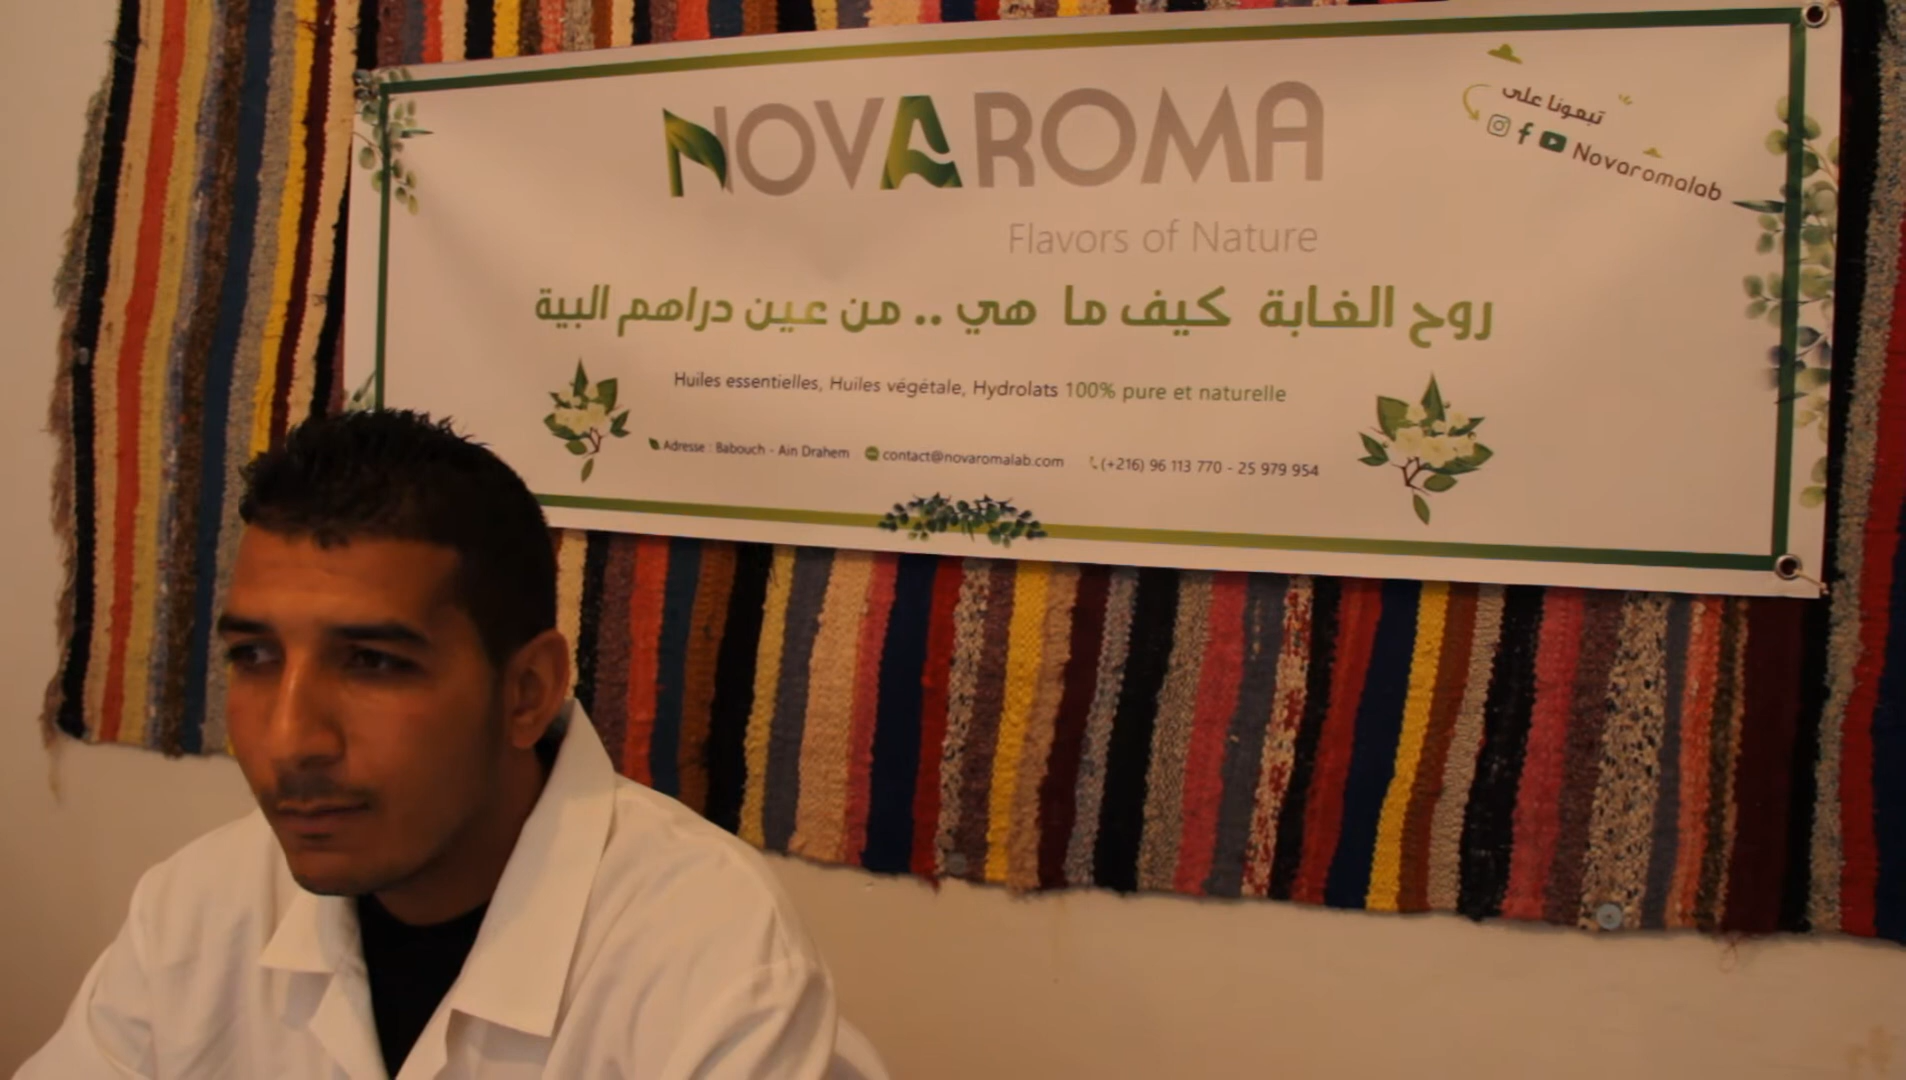 NOVAROMA
تبعونا على
Novaromalab
Flavors of Nature
روح الغابة كيف ما هي .. من عين دراهم البية
Huiles essentielles, Huiles végétale, Hydrolats 100% pure et naturelle
Adresse : Babouch - Ain Drahem contact@novaromalab.com (+216) 96 113 770 - 25 979 954